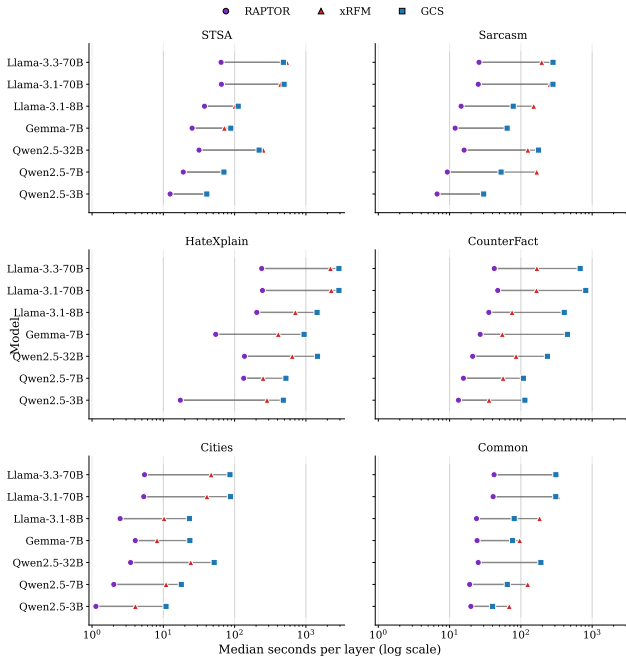 RAPTOR xRFM GCS
STSA Sarcasm
Llama-3.3-70B
Llama-3.1-70B
Llama-3.1-8B
Gemma-7B
Qwen2.5-32B
Qwen2.5-7B
Qwen2.5-3B
HateXplain CounterFact
Llama-3.3-70B
Llama-3.1-70B
Llama-3.1-8B
Gemma-7B
Qwen2.5-32B
Qwen2.5-7B
Qwen2.5-3B
Model
Cities Common
Llama-3.3-70B
Llama-3.1-70B
Llama-3.1-8B
Gemma-7B
Qwen2.5-32B
Qwen2.5-7B
Qwen2.5-3B
10⁰ 10¹ 10² 10³ 10⁰ 10¹ 10² 10³
Median seconds per layer (log scale)